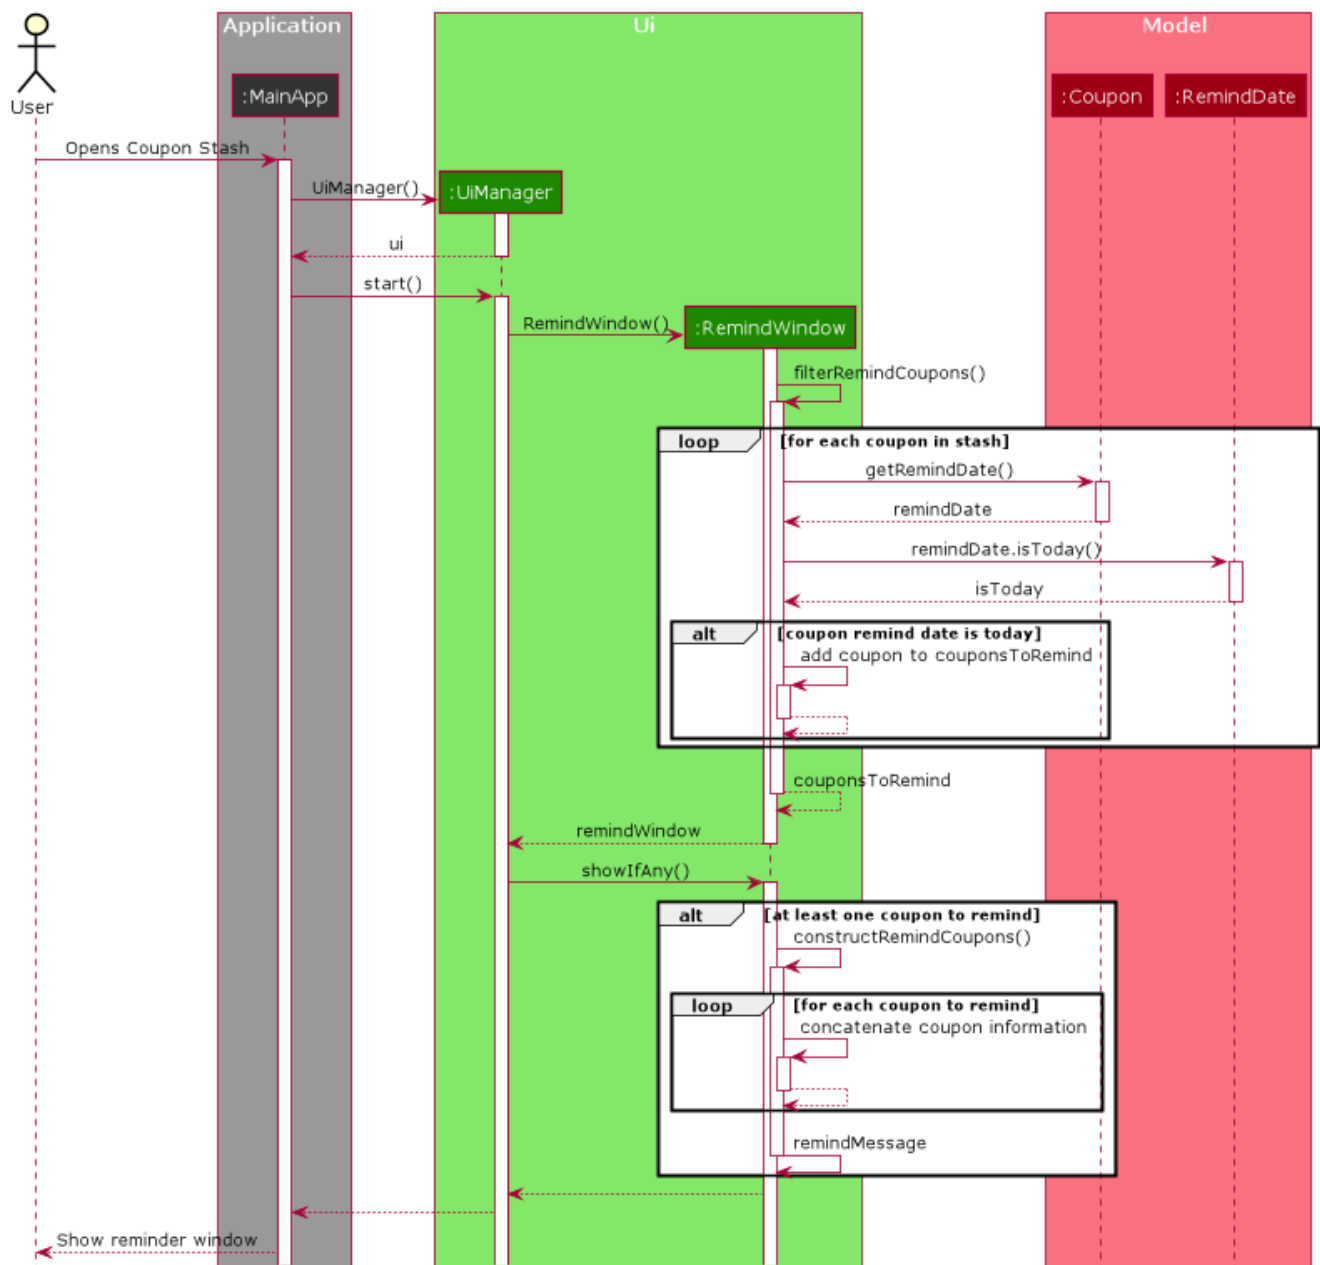 Application
Ui
Model
User
:MainApp
:Coupon
:RemindDate
Opens Coupon Stash
UiManager()
:UiManager
ui
start()
RemindWindow()
:RemindWindow
filterRemindCoupons()
loop [for each coupon in stash]
getRemindDate()
remindDate
remindDate.isToday()
isToday
alt [coupon remind date is today]
add coupon to couponsToRemind
couponsToRemind
remindWindow
showIfAny()
alt [at least one coupon to remind]
constructRemindCoupons()
loop [for each coupon to remind]
concatenate coupon information
remindMessage
Show reminder window